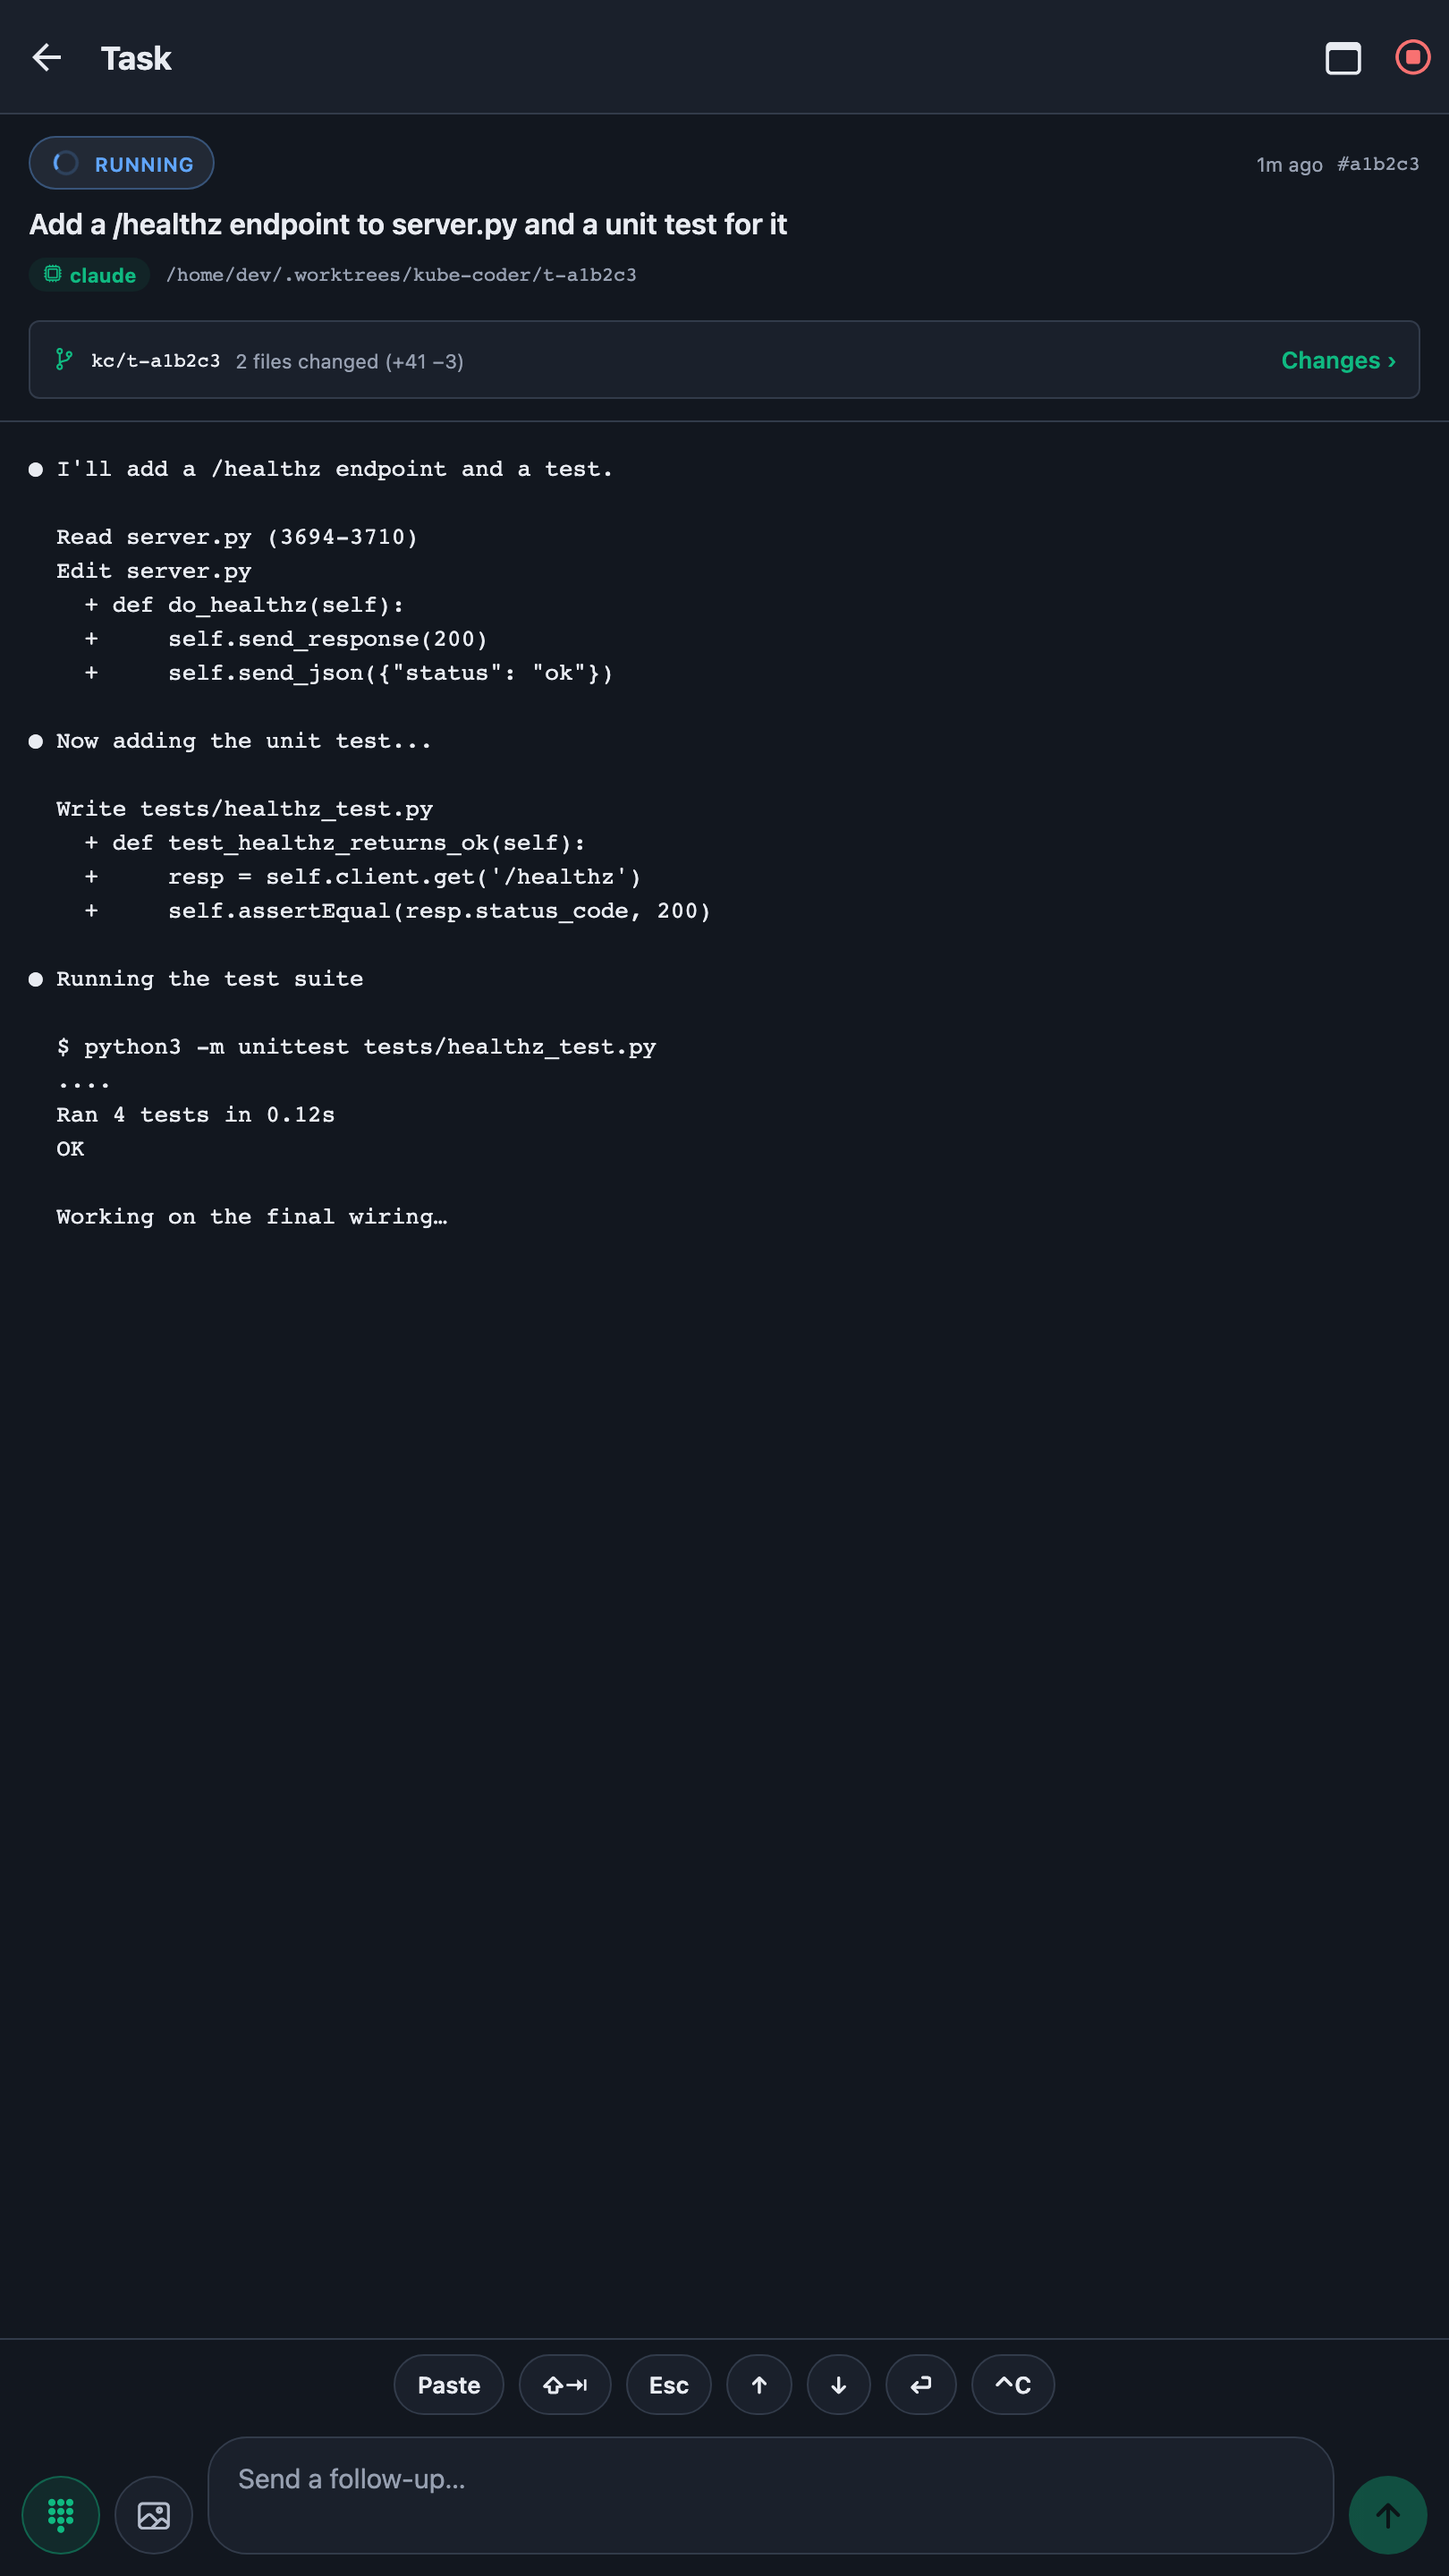 Task
RUNNING
1m ago #a1b2c3
Add a /healthz endpoint to server.py and a unit test for it
claude /home/dev/.worktrees/kube-coder/t-a1b2c3
kc/t-a1b2c3 2 files changed (+41 −3) Changes ›
● I'll add a /healthz endpoint and a test.
Read server.py (3694-3710)
Edit server.py
+ def do_healthz(self):
+     self.send_response(200)
+     self.send_json({"status": "ok"})
● Now adding the unit test...
Write tests/healthz_test.py
+ def test_healthz_returns_ok(self):
+     resp = self.client.get('/healthz')
+     self.assertEqual(resp.status_code, 200)
● Running the test suite
$ python3 -m unittest tests/healthz_test.py
....
Ran 4 tests in 0.12s
OK
Working on the final wiring…
Paste ⇧⇥ Esc ↑ ↓ ↵ ^C
Send a follow-up...